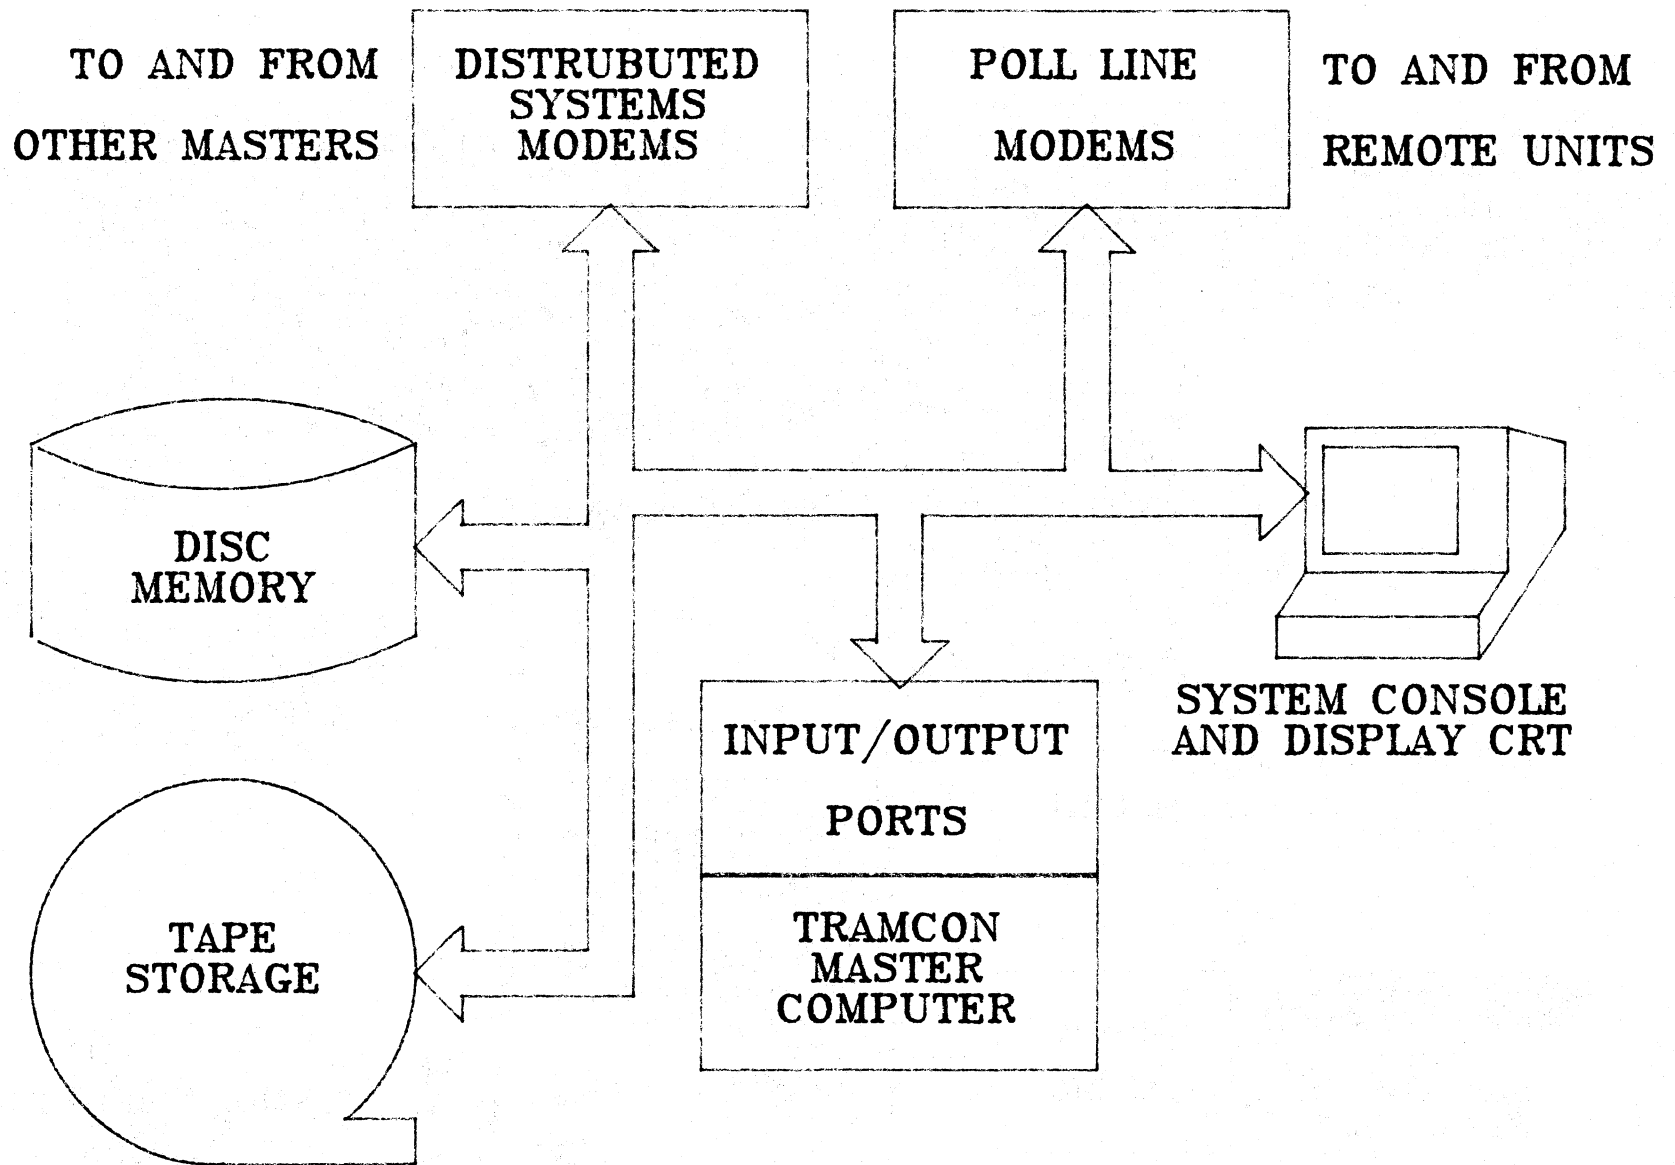 TO AND FROM
OTHER MASTERS
DISTRUBUTED
SYSTEMS
MODEMS
POLL LINE
MODEMS
TO AND FROM
REMOTE UNITS
DISC
MEMORY
SYSTEM CONSOLE
AND DISPLAY CRT
INPUT/OUTPUT
PORTS
TAPE
STORAGE
TRAMCON
MASTER
COMPUTER